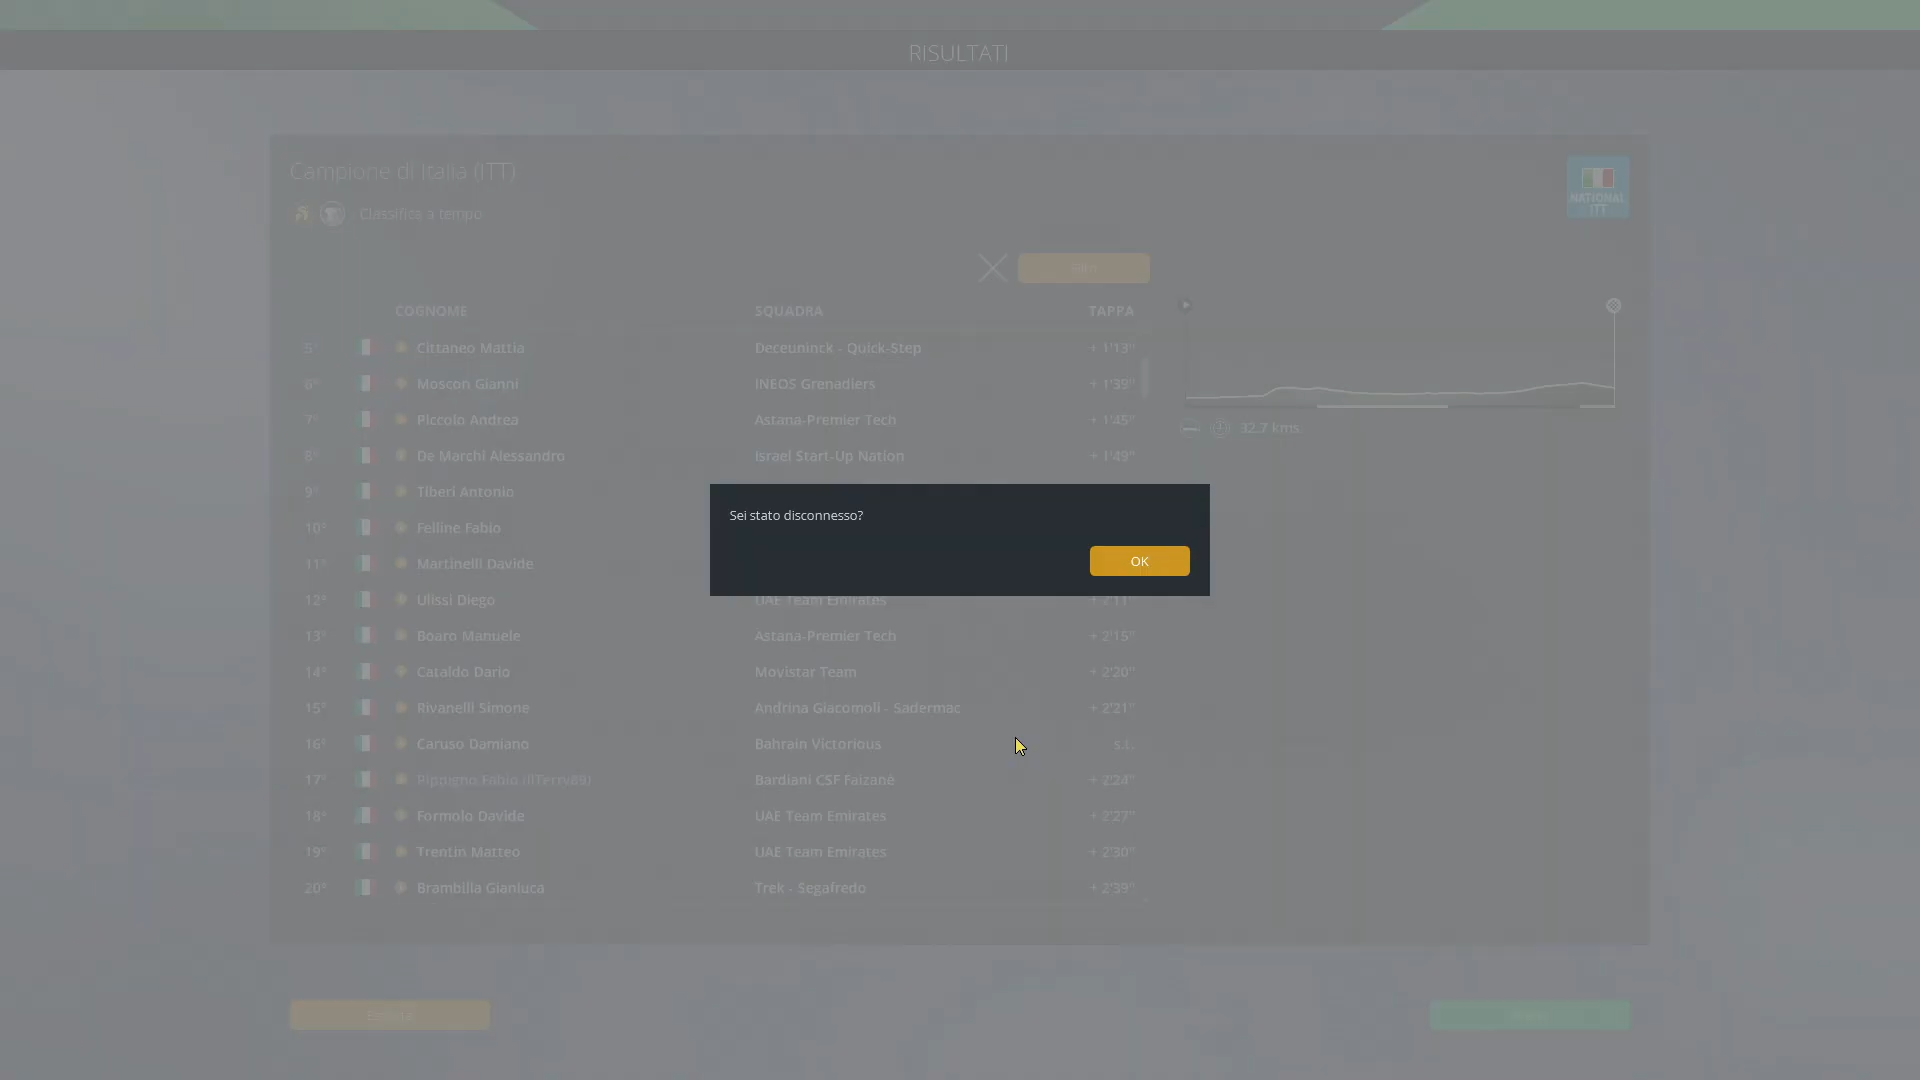 RISULTATI
Campione di Italia (ITT)
Classifica a tempo
NATIONAL
ITT
COGNOME SQUADRA TAPPA
5° Cittaneo Mattia Deceuninck - Quick-Step + 1'13"
6° Moscon Gianni INEOS Grenadiers + 1'39"
7° Piccolo Andrea Astana-Premier Tech + 1'45"
8° De Marchi Alessandro Israel Start-Up Nation + 1'49"
32.7 kms
9° Tiberi Antonio
10° Felline Fabio
11° Martinelli Davide
Sei stato disconnesso?
OK
12° Ulissi Diego UAE Team Emirates + 2'11"
13° Boaro Manuele Astana-Premier Tech + 2'15"
14° Cataldo Dario Movistar Team + 2'20"
15° Rivanelli Simone Andrina Giacomoli - Sadermac + 2'21"
16° Caruso Damiano Bahrain Victorious s.t.
17° Pippigno Fabio Bardiani CSF Faizanè + 2'24"
18° Formolo Davide UAE Team Emirates + 2'27"
19° Trentin Matteo UAE Team Emirates + 2'30"
20° Brambilla Gianluca Trek - Segafredo + 2'39"